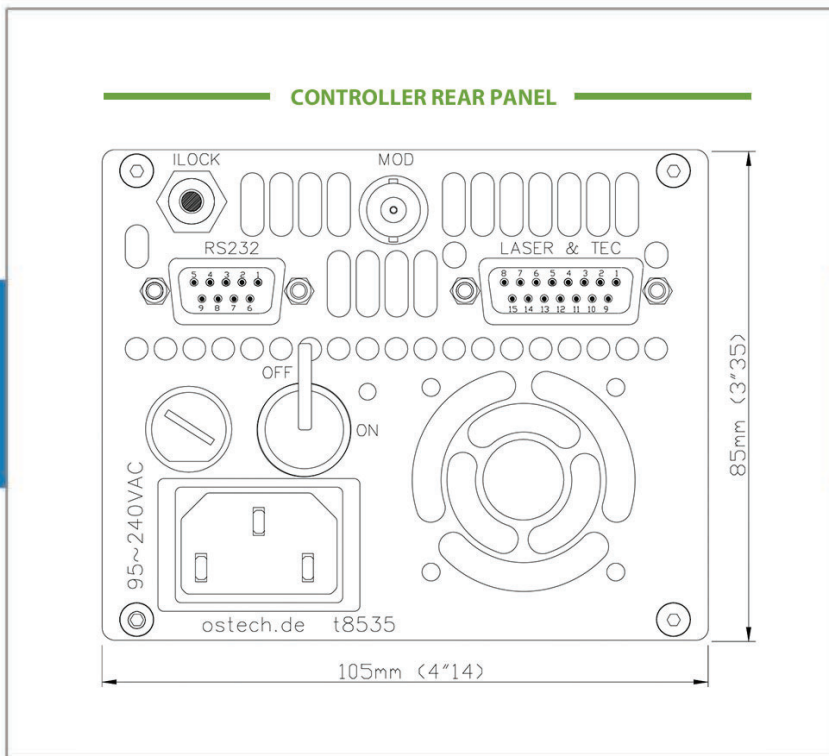 CONTROLLER REAR PANEL
ILOCK
MOD
RS232
LASER & TEC
5 4 3 2 1
9 8 7 6
8 7 6 5 4 3 2 1
15 14 13 12 11 10 9
OFF
ON
95~240VAC
85mm (3"35)
ostech.de t8535
105mm (4"14)